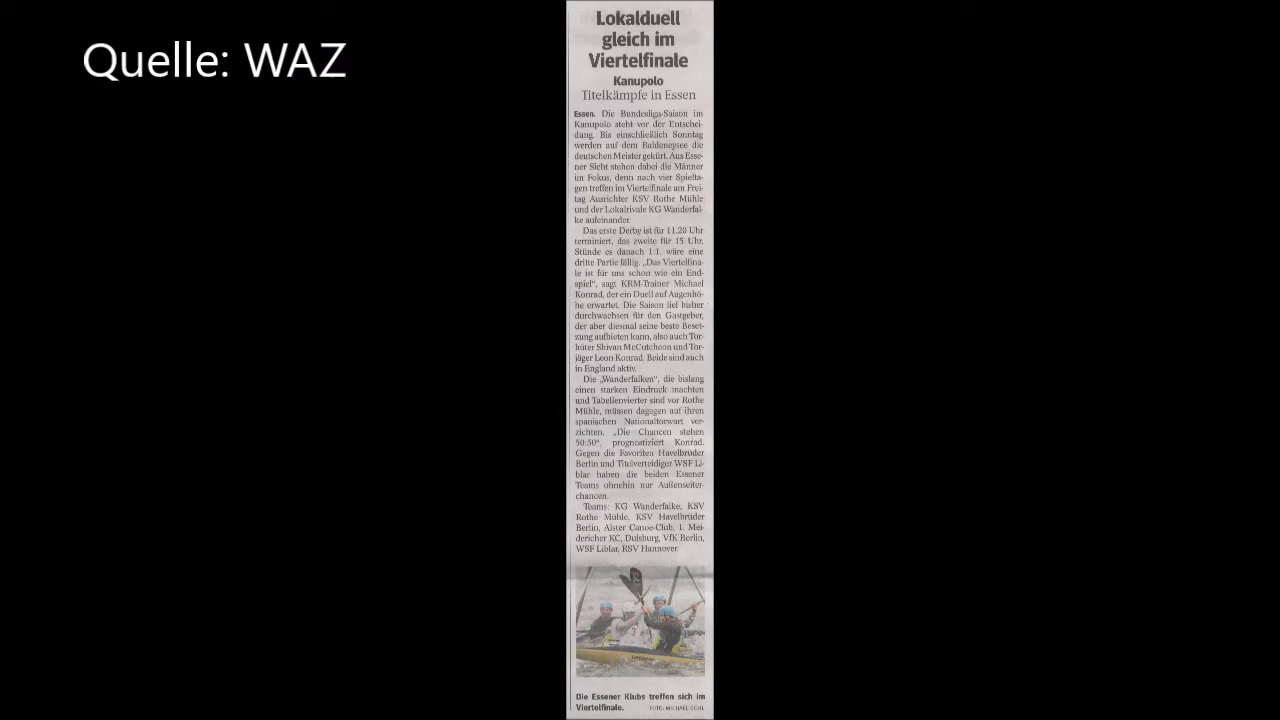 Quelle: WAZ
Lokalduell
gleich im
Viertelfinale
Kanupolo
Titelkämpfe in Essen
Essen. Die Bundesliga-Saison im
Kanupolo steht vor der Entschei-
dung. Bis einschließlich Sonntag
werden auf dem Baldeneysee die
deutschen Meister gekürt. Aus Esse-
ner Sicht stehen dabei die Männer
im Fokus, denn nach vier Spielta-
gen treffen im Viertelfinale am Frei-
tag Ausrichter KSV Rothe Mühle
und der Lokalrivale KG Wanderfal-
ke aufeinander.
Das erste Derby ist für 11.20 Uhr
terminiert, das zweite für 15 Uhr.
Stünde es danach 1:1, wäre eine
dritte Partie fällig. „Das Viertelfina-
le ist für uns schon wie ein End-
spiel“, sagt KRM-Trainer Michael
Konrad, der ein Duell auf Augenhö-
he erwartet. Die Saison lief bisher
durchwachsen für den Gastgeber,
der aber diesmal seine beste Beset-
zung aufbieten kann, also auch Tor-
hüter Shivan McCutcheon und Tor-
jäger Leon Konrad. Beide sind auch
in England aktiv.
Die „Wanderfalken“, die bislang
einen starken Eindruck machten
und Tabellenvierter sind vor Rothe
Mühle, müssen dagegen auf ihren
spanischen Nationaltorwart ver-
zichten. „Die Chancen stehen
50:50“, prognostiziert Konrad.
Gegen die Favoriten Havelbrüder
Berlin und Titelverteidiger WSF Li-
blar haben die beiden Essener
Teams ohnehin nur Außenseiter-
chancen.
Teams: KG Wanderfalke, KSV
Rothe Mühle, KSV Havelbrüder
Berlin, Alster Canoe-Club, 1. Mei-
dericher KC, Duisburg, VfK Berlin,
WSF Liblar, RSV Hannover.
3
Die Essener Klubs treffen sich im
Viertelfinale. FOTO: MICHAEL GOHL